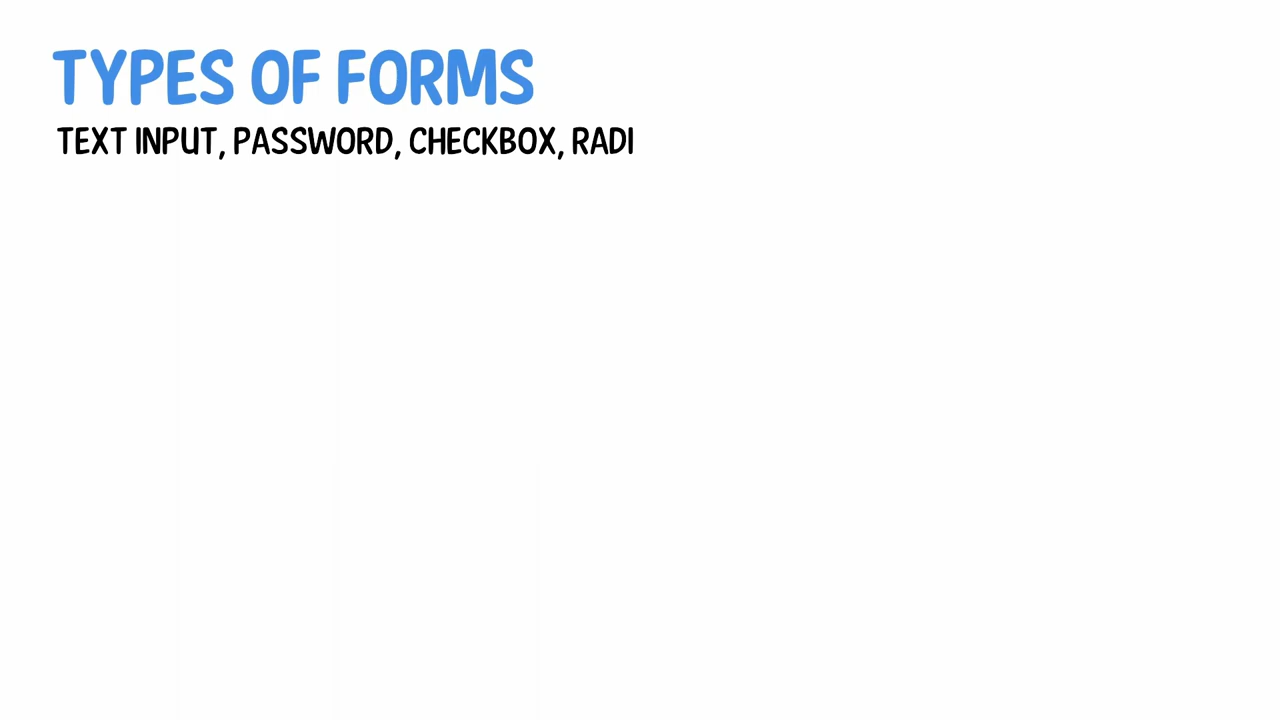 TYPES OF FORMS
TEXT INPUT, PASSWORD, CHECKBOX, RADI